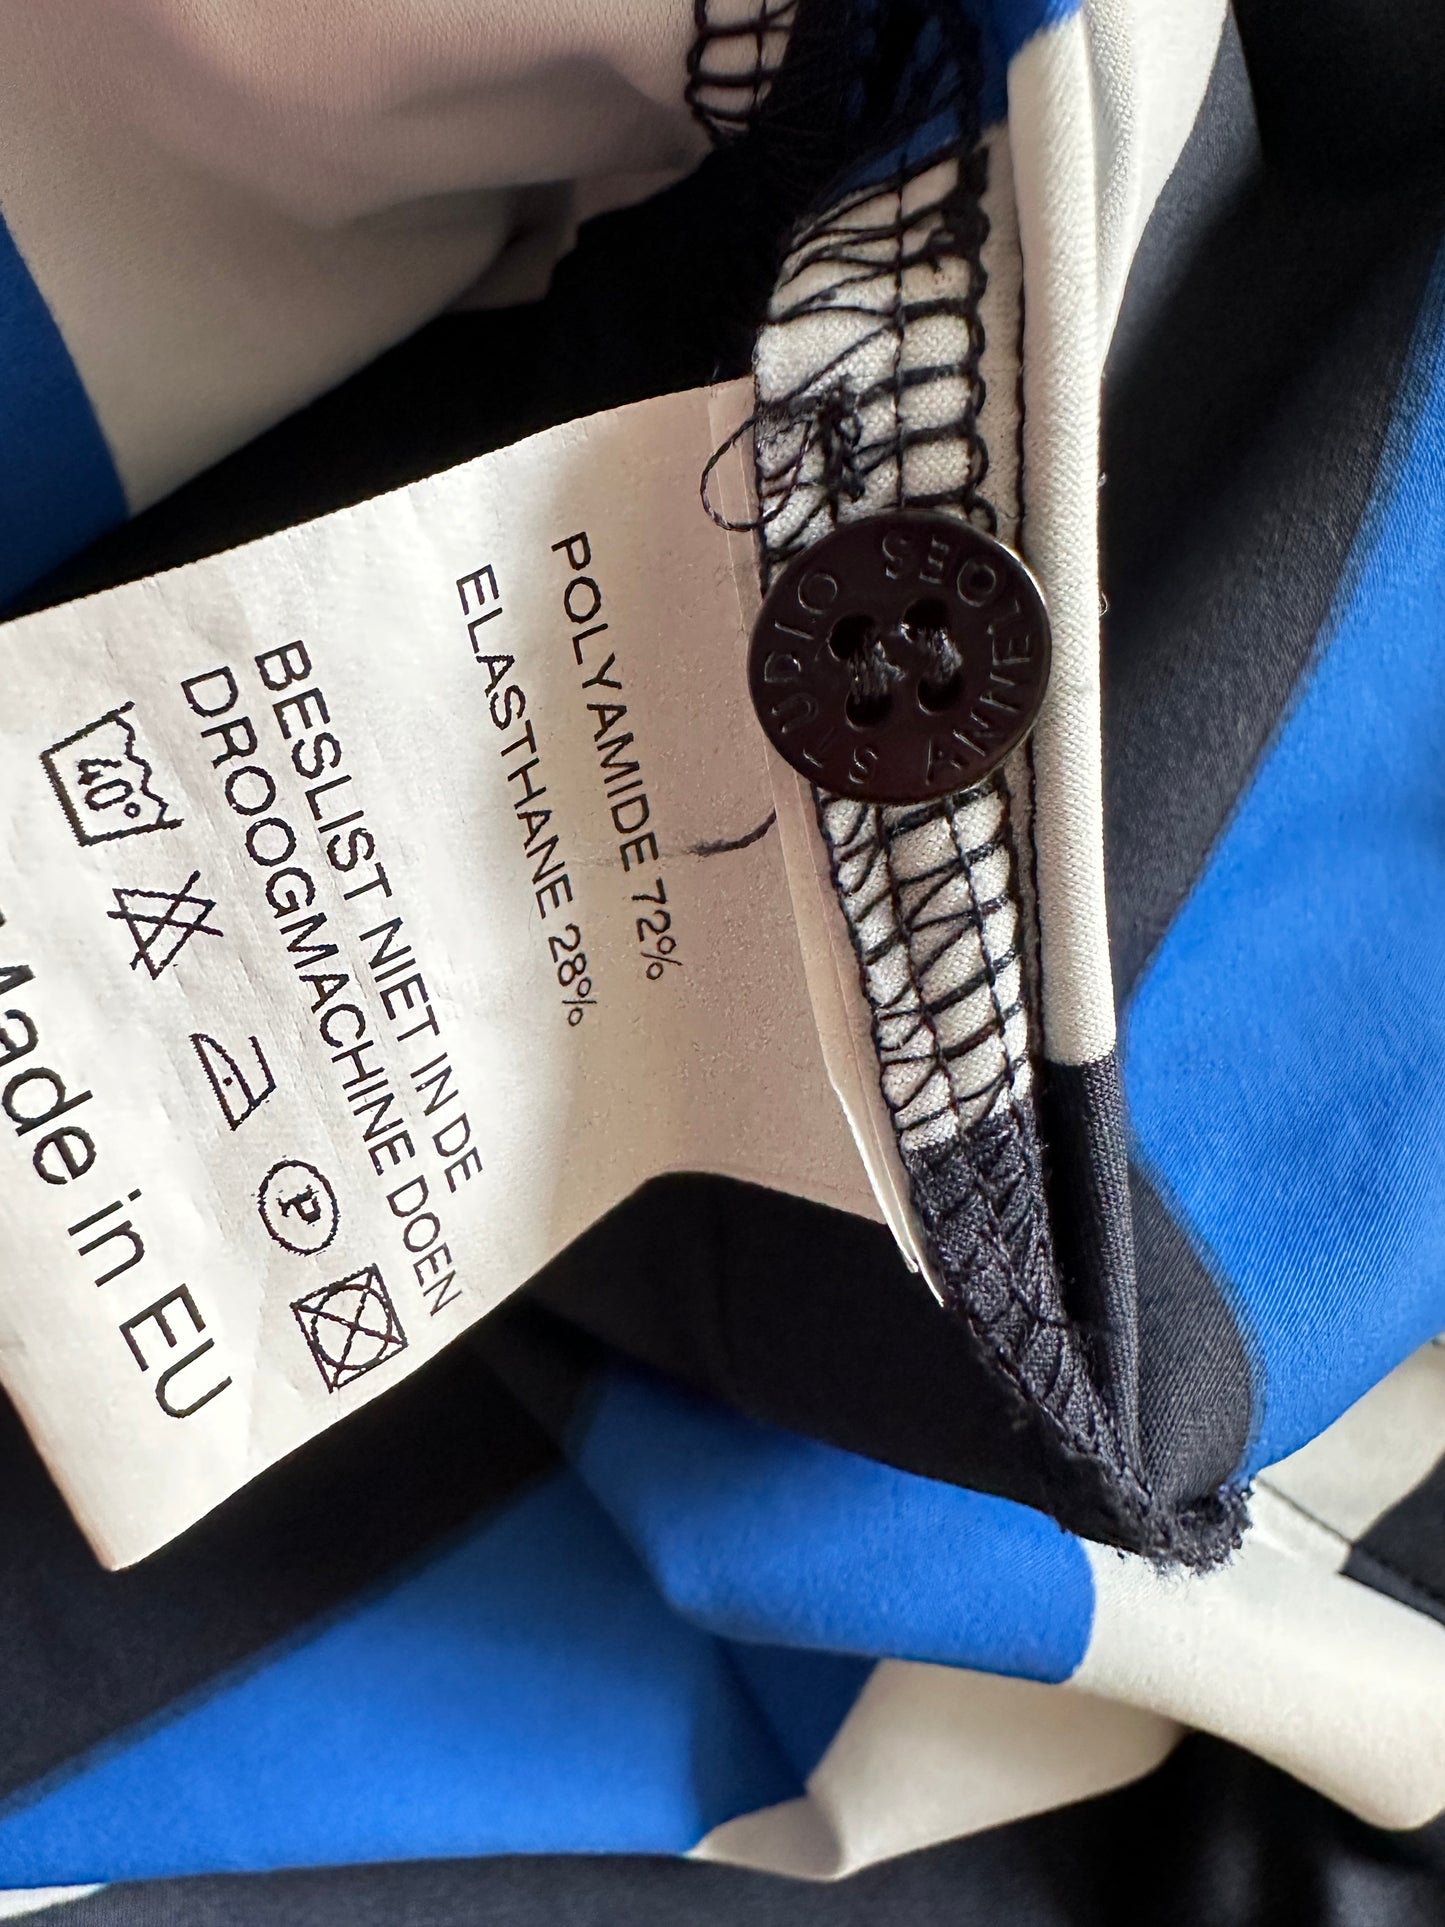 STUDIO ANNELOES
POLYAMIDE 72%
ELASTHANE 28%
BESLIST NIET IN DE
DROOGMACHINE DOEN
40°
P
Made in EU